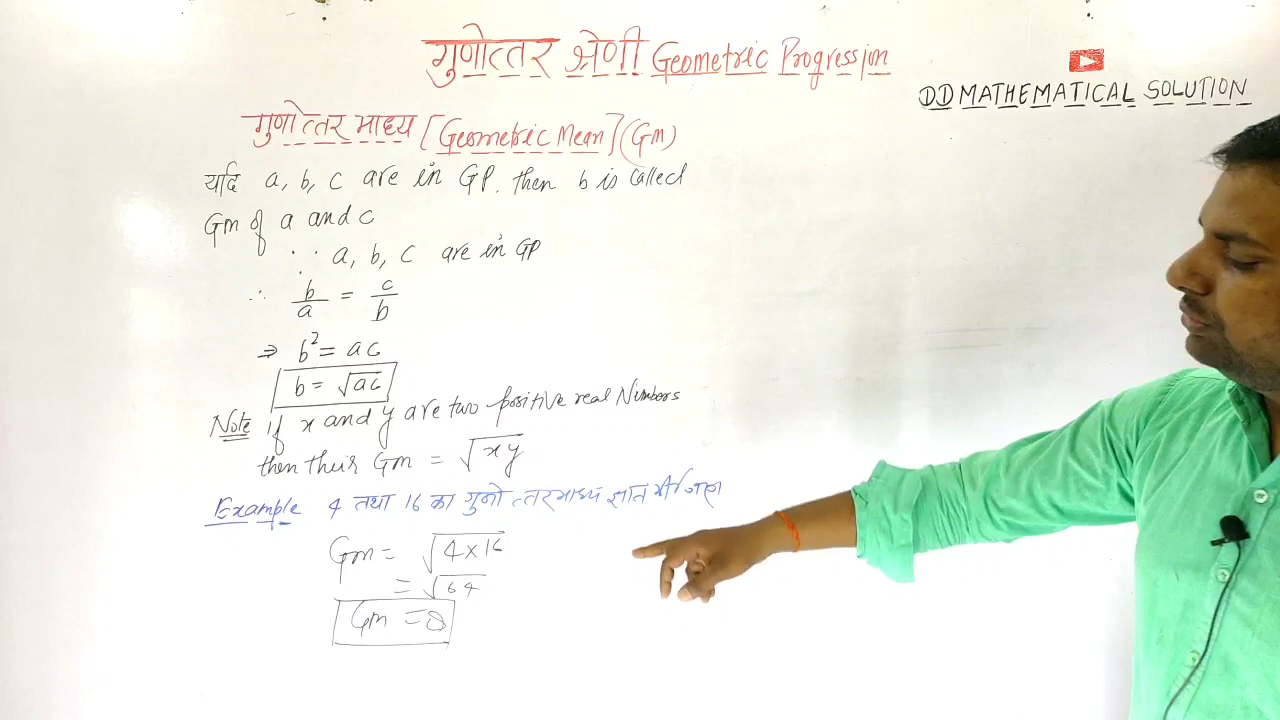 गुणोत्तर श्रेणी Geometric Progression
DD MATHEMATICAL SOLUTION
गुणोत्तर माध्य [Geometric Mean] (Gm)
यदि a, b, c are in GP. then b is called
Gm of a and c
∵ a, b, c are in GP
∴ b/a = c/b
⇒ b² = ac
b = √ac
Note If x and y are two positive real Numbers
then their Gm = √xy
Example 4 तथा 16 का गुनोत्तर माध्य ज्ञात
Gm = √4×16
= √64
Gm = 8